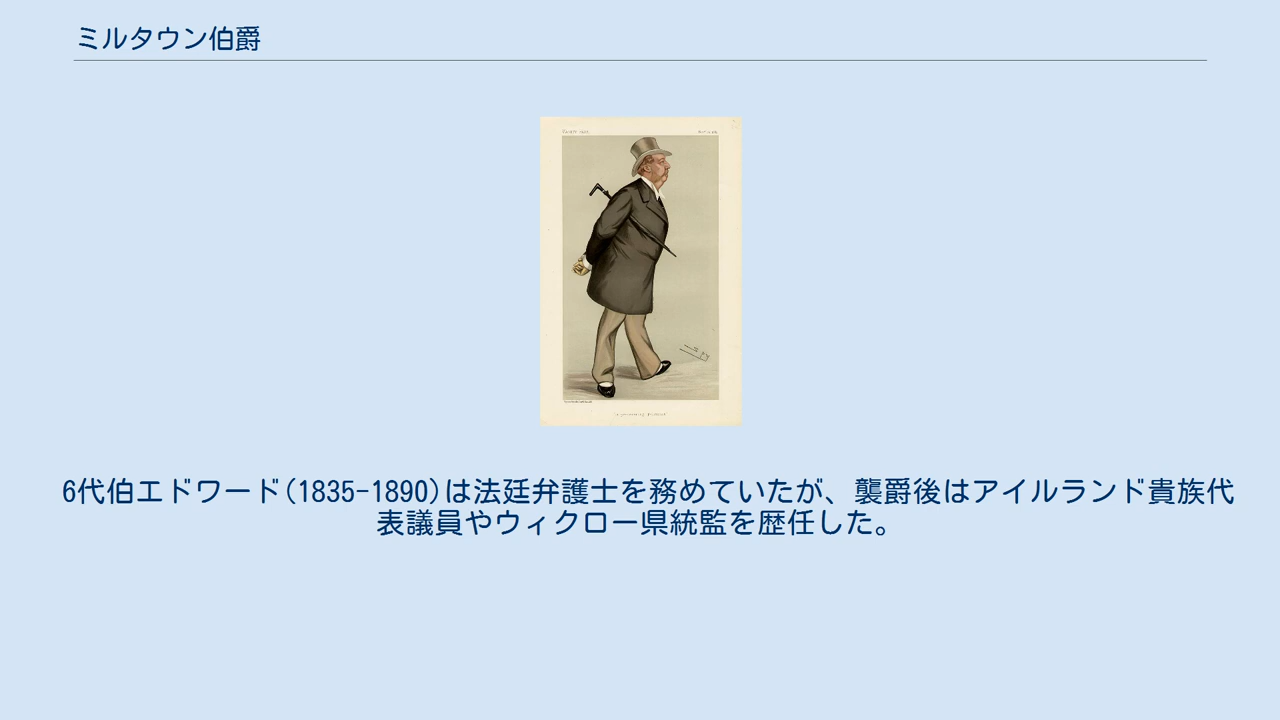 ミルタウン伯爵
6代伯エドワード(1835-1890)は法廷弁護士を務めていたが、襲爵後はアイルランド貴族代
表議員やウィクロー県統監を歴任した。